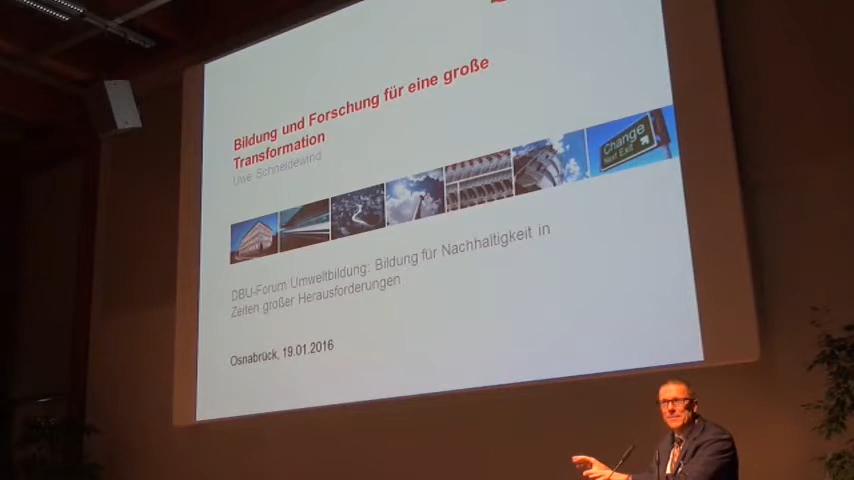 Bildung und Forschung für eine große
Transformation
Uwe Schneidewind
Change
Next Exit
DBU-Forum Umweltbildung: Bildung für Nachhaltigkeit in
Zeiten großer Herausforderungen
Osnabrück, 19.01.2016